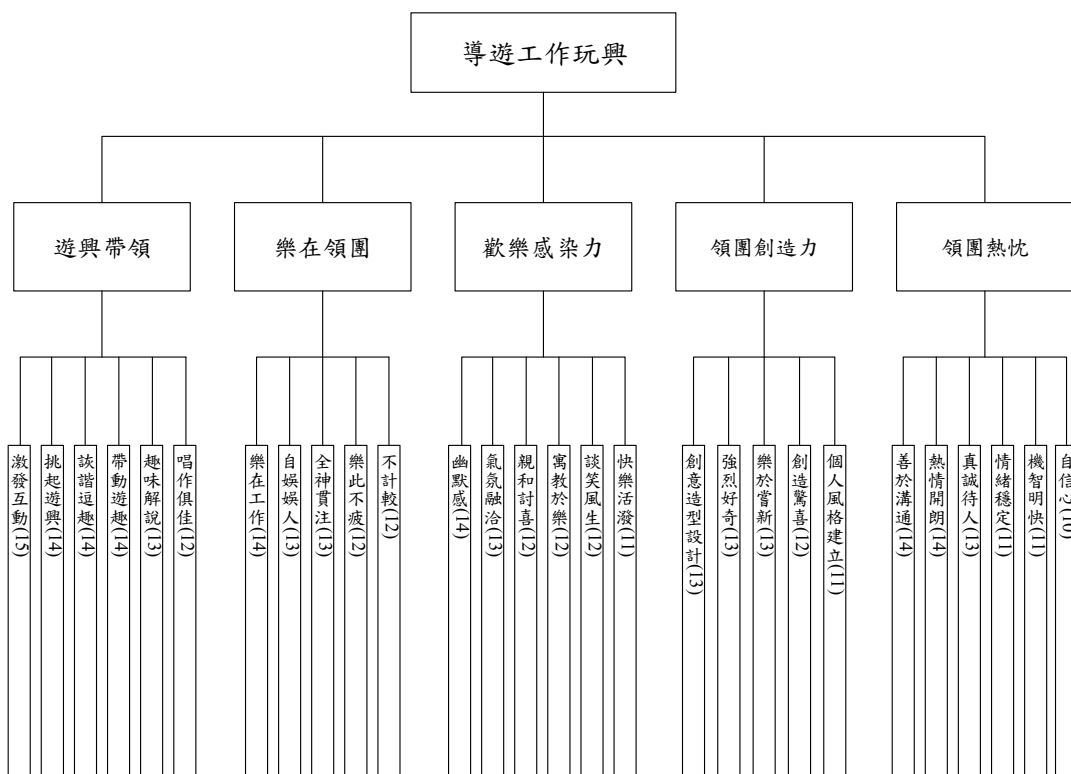 導遊工作玩興
遊興帶領
樂在領團
歡樂感染力
領團創造力
領團熱忱
激發互動(15)
挑起遊興(14)
詼諧逗趣(14)
帶動遊趣(14)
趣味解說(13)
唱作俱佳(12)
樂在工作(14)
自娛娛人(13)
全神貫注(13)
樂此不疲(12)
不計較(12)
幽默感(14)
氣氛融洽(13)
親和討喜(12)
寓教於樂(12)
談笑風生(12)
快樂活潑(11)
創意造型設計(13)
強烈好奇(13)
樂於嘗新(13)
創造驚喜(12)
個人風格建立(11)
善於溝通(14)
熱情開朗(14)
真誠待人(13)
情緒穩定(11)
機智明快(11)
自信心(10)